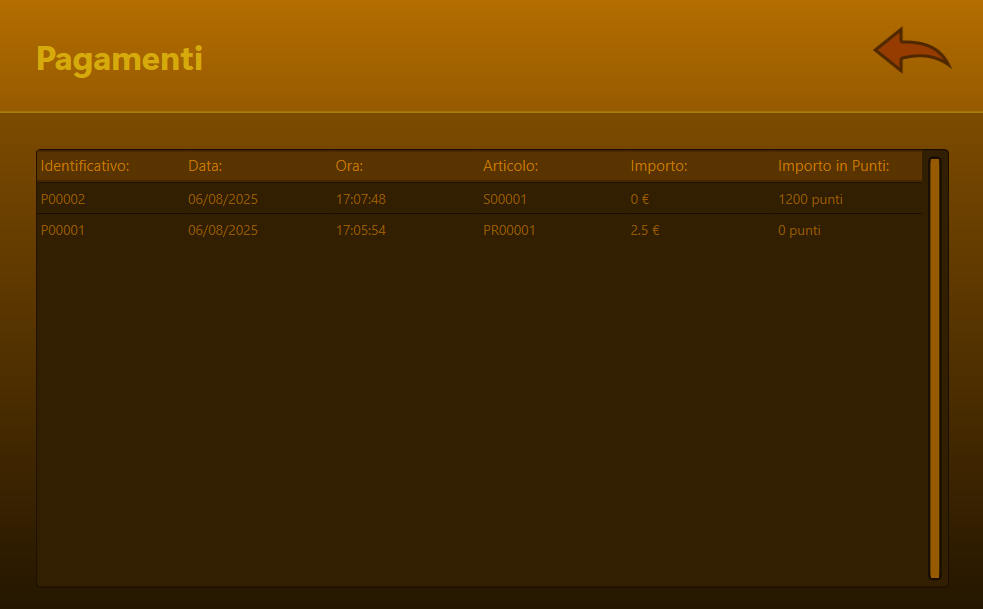 Pagamenti
Identificativo: Data: Ora: Articolo: Importo: Importo in Punti:
P00002 06/08/2025 17:07:48 S00001 0 € 1200 punti
P00001 06/08/2025 17:05:54 PR00001 2.5 € 0 punti